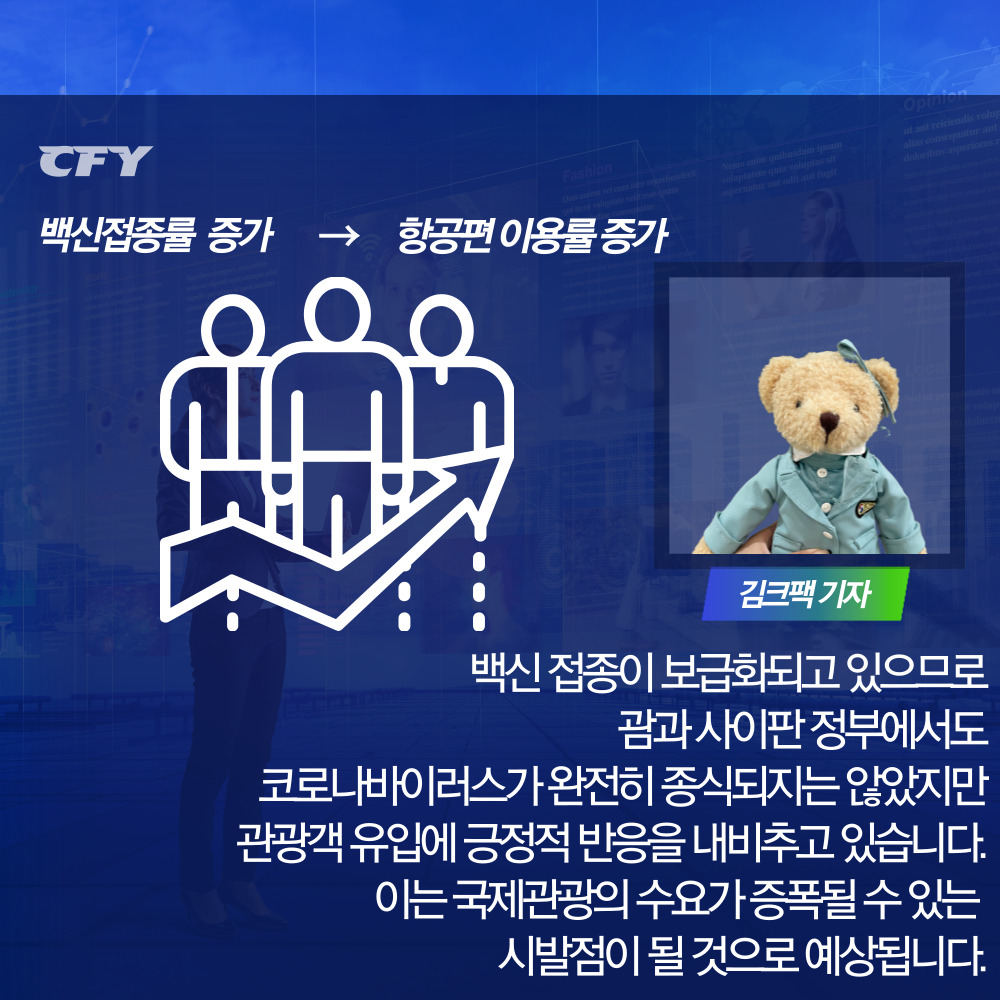 Opinion
CFY
Fashion
백신접종률 증가 → 항공편 이용률 증가
김크팩 기자
백신 접종이 보급화되고 있으므로
괌과 사이판 정부에서도
코로나바이러스가 완전히 종식되지는 않았지만
관광객 유입에 긍정적 반응을 내비추고 있습니다.
이는 국제관광의 수요가 증폭될 수 있는
시발점이 될 것으로 예상됩니다.